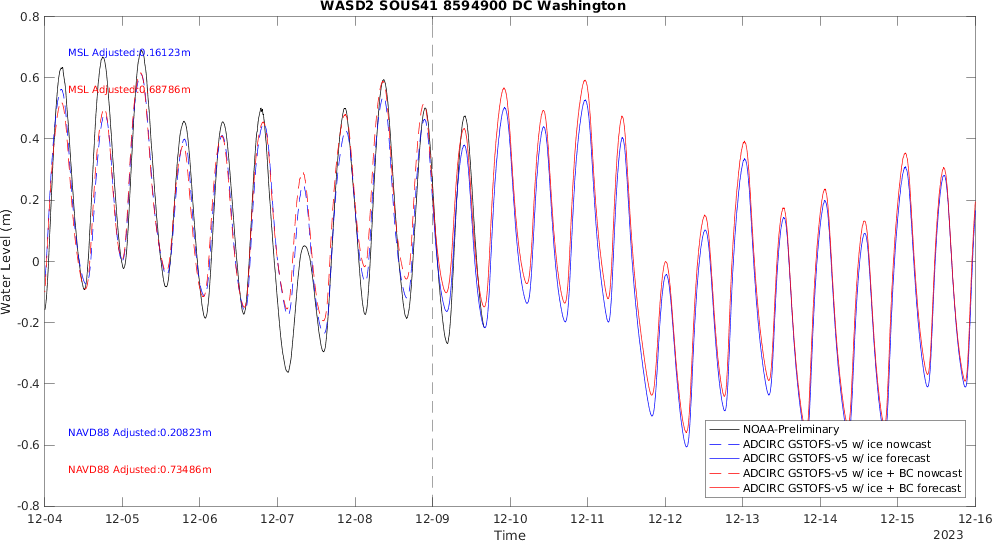 WASD2 SOUS41 8594900 DC Washington
0.8
0.6
0.4
0.2
0
-0.2
-0.4
-0.6
-0.8
Water Level (m)
MSL Adjusted:0.16123m
MSL Adjusted:0.68786m
NAVD88 Adjusted:0.20823m
NAVD88 Adjusted:0.73486m
NOAA-Preliminary
ADCIRC GSTOFS-v5 w/ ice nowcast
ADCIRC GSTOFS-v5 w/ ice forecast
ADCIRC GSTOFS-v5 w/ ice + BC nowcast
ADCIRC GSTOFS-v5 w/ ice + BC forecast
12-04 12-05 12-06 12-07 12-08 12-09 12-10 12-11 12-12 12-13 12-14 12-15 12-16
Time
2023